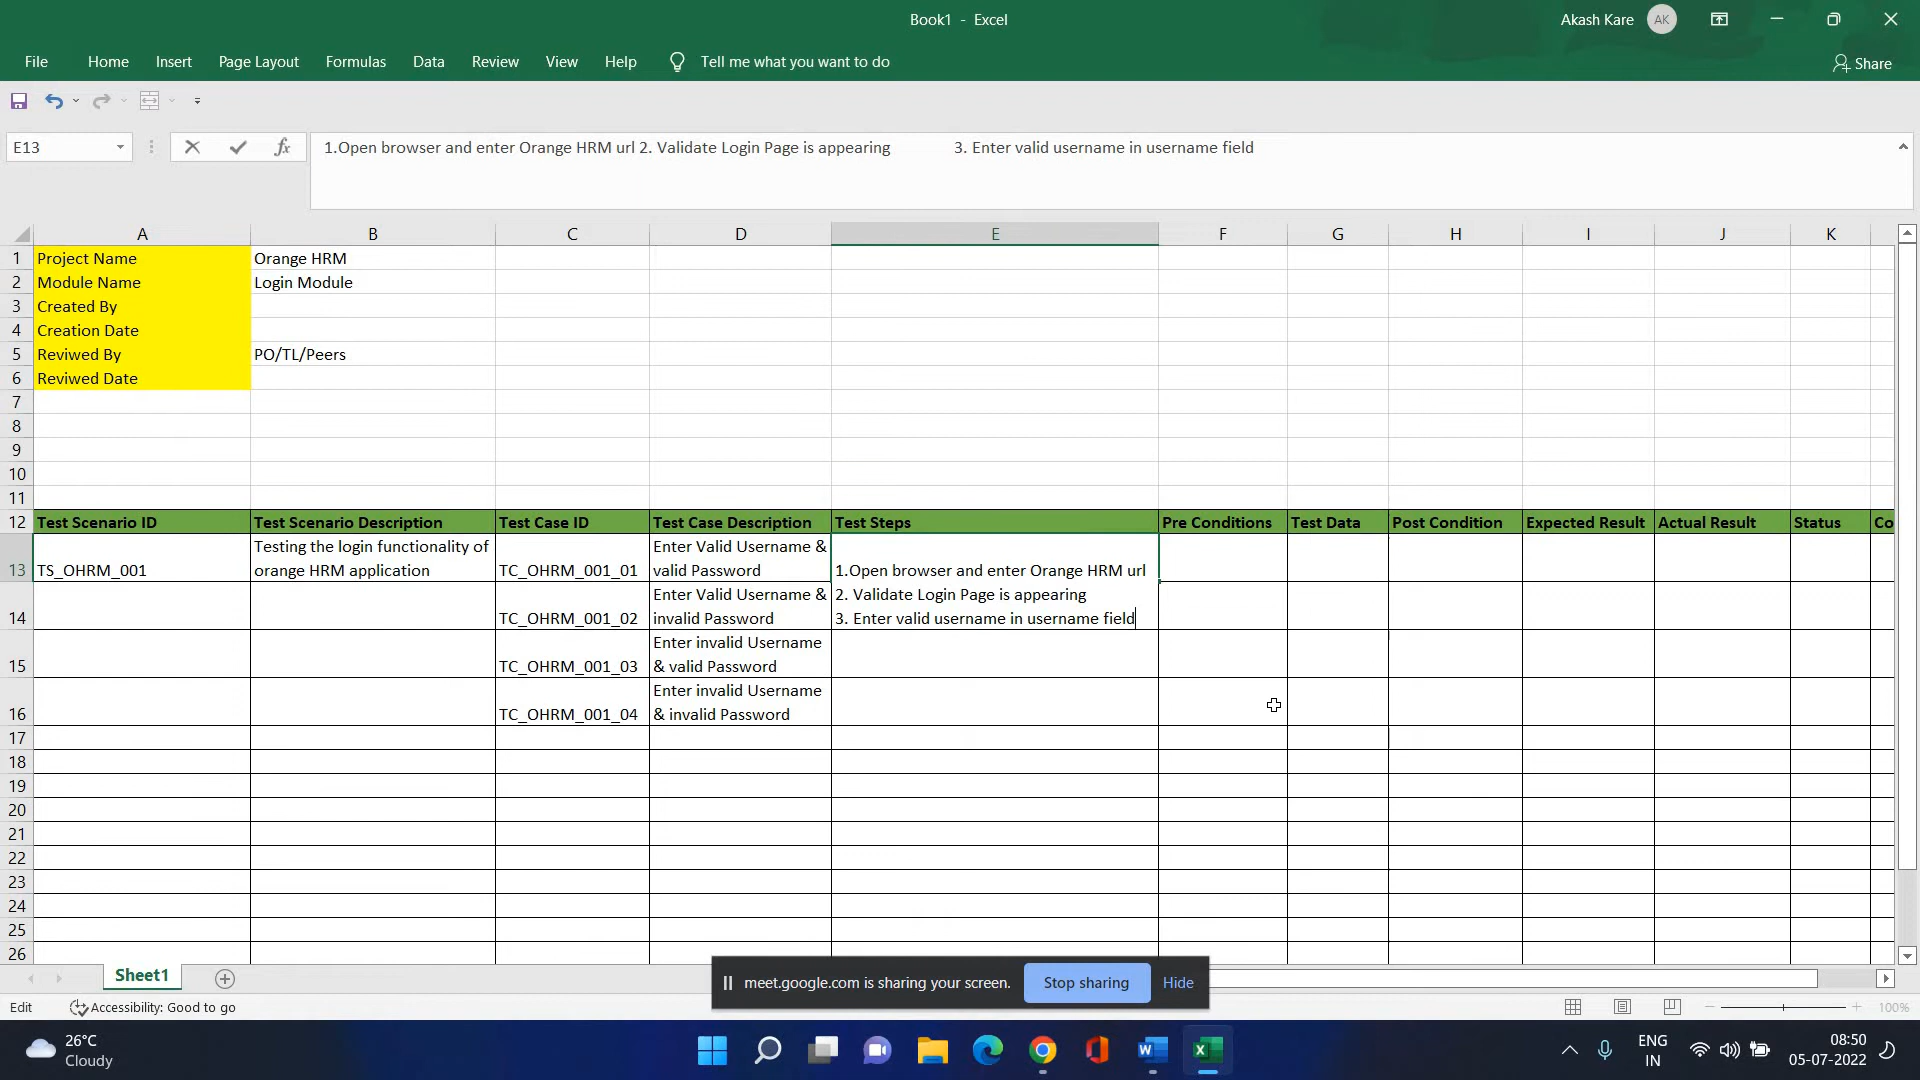 Book1 - Excel
Akash Kare
AK
File
Home
Insert
Page Layout
Formulas
Data
Review
View
Help
Tell me what you want to do
Share
E13
fx
1.Open browser and enter Orange HRM url 2. Validate Login Page is appearing 3. Enter valid username in username field
A B C D E F G H I J K
1 Project Name Orange HRM
2 Module Name Login Module
3 Created By
4 Creation Date
5 Reviwed By PO/TL/Peers
6 Reviwed Date
7
8
9
10
11
12 Test Scenario ID Test Scenario Description Test Case ID Test Case Description Test Steps Pre Conditions Test Data Post Condition Expected Result Actual Result Status Co
Testing the login functionality of Enter Valid Username &
13 TS_OHRM_001 orange HRM application TC_OHRM_001_01 valid Password 1.Open browser and enter Orange HRM url
Enter Valid Username & 2. Validate Login Page is appearing
14 TC_OHRM_001_02 invalid Password 3. Enter valid username in username field
Enter invalid Username
15 TC_OHRM_001_03 & valid Password
Enter invalid Username
16 TC_OHRM_001_04 & invalid Password
17
18
19
20
21
22
23
24
25
26
Sheet1
meet.google.com is sharing your screen.
Stop sharing
Hide
Edit
Accessibility: Good to go
100%
26°C
Cloudy
ENG
IN
08:50
05-07-2022